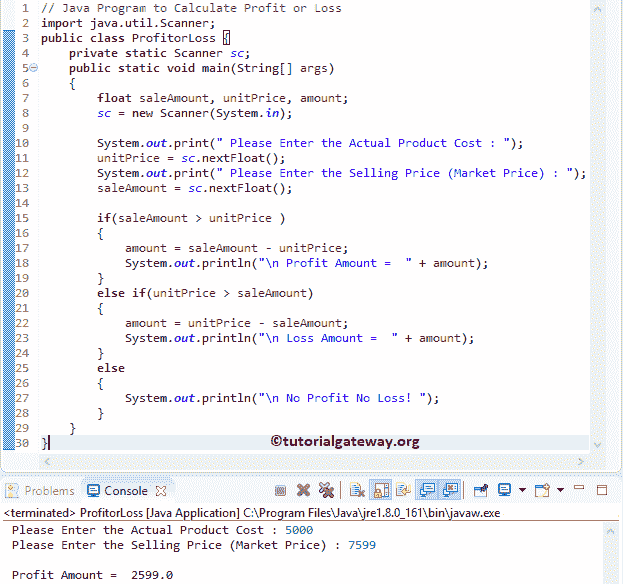 1 // Java Program to Calculate Profit or Loss
2 import java.util.Scanner;
3 public class ProfitorLoss {
4     private static Scanner sc;
5     public static void main(String[] args)
6     {
7         float saleAmount, unitPrice, amount;
8         sc = new Scanner(System.in);
9
10         System.out.print(" Please Enter the Actual Product Cost : ");
11         unitPrice = sc.nextFloat();
12         System.out.print(" Please Enter the Selling Price (Market Price) : ");
13         saleAmount = sc.nextFloat();
14
15         if(saleAmount > unitPrice )
16         {
17             amount = saleAmount - unitPrice;
18             System.out.println("\n Profit Amount =  " + amount);
19         }
20         else if(unitPrice > saleAmount)
21         {
22             amount = unitPrice - saleAmount;
23             System.out.println("\n Loss Amount =  " + amount);
24         }
25         else
26         {
27             System.out.println("\n No Profit No Loss! ");
28         }
29     }
30 }
©tutorialgateway.org
Problems Console
<terminated> ProfitorLoss [Java Application] C:\Program Files\Java\jre1.8.0_161\bin\javaw.exe
Please Enter the Actual Product Cost : 5000
Please Enter the Selling Price (Market Price) : 7599
Profit Amount =  2599.0